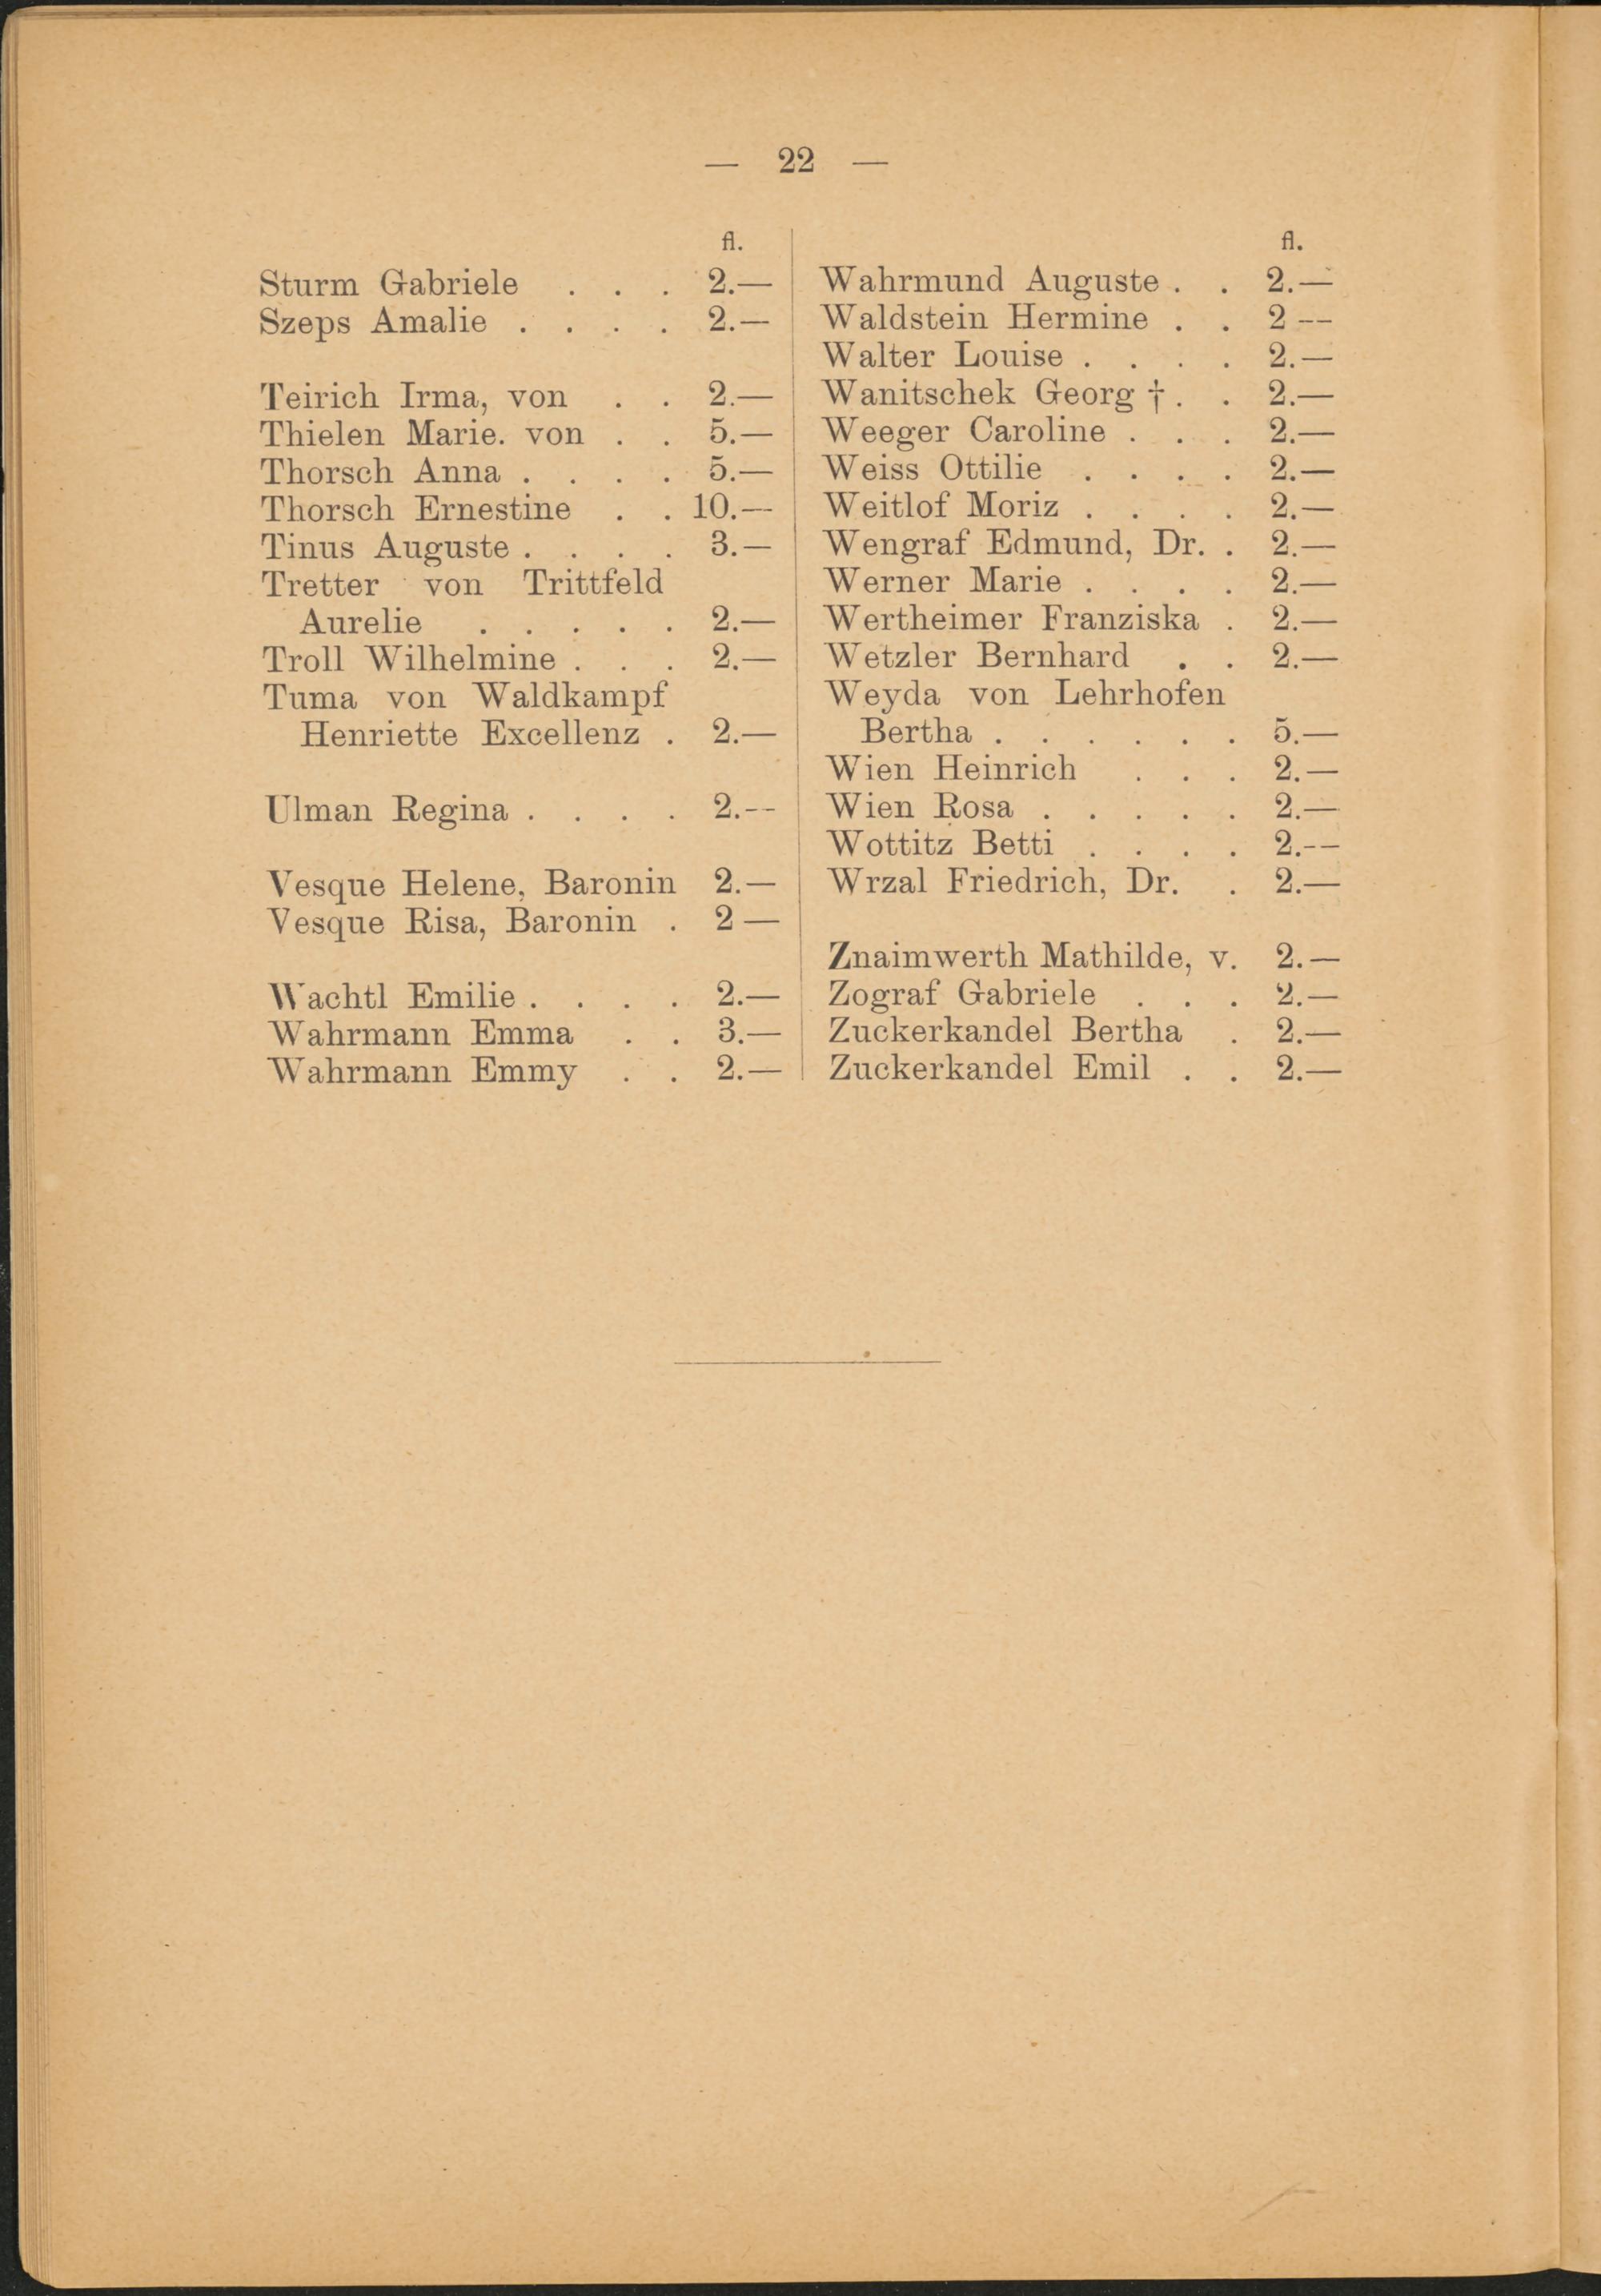 — 22 —
fl.
Sturm Gabriele . . . 2.—
Szeps Amalie . . . . 2.—
Teirich Irma, von . . 2.—
Thielen Marie. von . . 5.—
Thorsch Anna . . . . 5.—
Thorsch Ernestine . . 10.—
Tinus Auguste . . . . 3.—
Tretter von Trittfeld
Aurelie . . . . . 2.—
Troll Wilhelmine . . . 2.—
Tuma von Waldkampf
Henriette Excellenz . 2.—
Ulman Regina . . . . 2.--
Vesque Helene, Baronin 2.—
Vesque Risa, Baronin . 2—
Wachtl Emilie . . . . 2.—
Wahrmann Emma . . 3.—
Wahrmann Emmy . . 2.—
fl.
Wahrmund Auguste . . 2.—
Waldstein Hermine . . 2--
Walter Louise . . . . 2.—
Wanitschek Georg † . . 2.—
Weeger Caroline . . . 2.—
Weiss Ottilie . . . . 2.—
Weitlof Moriz . . . . 2.—
Wengraf Edmund, Dr. . 2.—
Werner Marie . . . . 2.—
Wertheimer Franziska . 2.—
Wetzler Bernhard . . 2.—
Weyda von Lehrhofen
Bertha . . . . . . 5.—
Wien Heinrich . . . 2.—
Wien Rosa . . . . . 2.—
Wottitz Betti . . . . 2.--
Wrzal Friedrich, Dr. . 2.—
Znaimwerth Mathilde, v. 2.—
Zograf Gabriele . . . 2.—
Zuckerkandel Bertha . 2.—
Zuckerkandel Emil . . 2.—